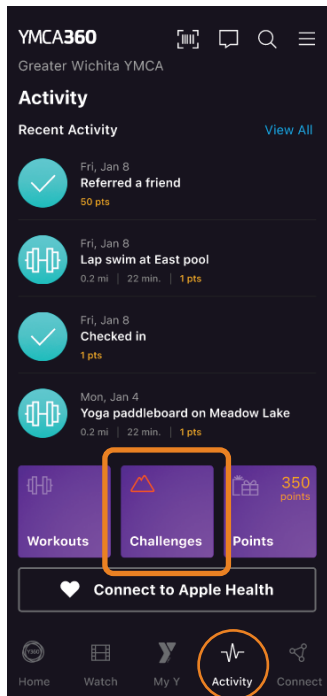 YMCA360
Greater Wichita YMCA
Activity
Recent Activity View All
Fri, Jan 8
Referred a friend
50 pts
Fri, Jan 8
Lap swim at East pool
0.2 mi | 22 min. | 1 pts
Fri, Jan 8
Checked in
1 pts
Mon, Jan 4
Yoga paddleboard on Meadow Lake
0.2 mi | 22 min. | 1 pts
350
points
Workouts Challenges Points
Connect to Apple Health
Y360
Home Watch My Y Activity Connect